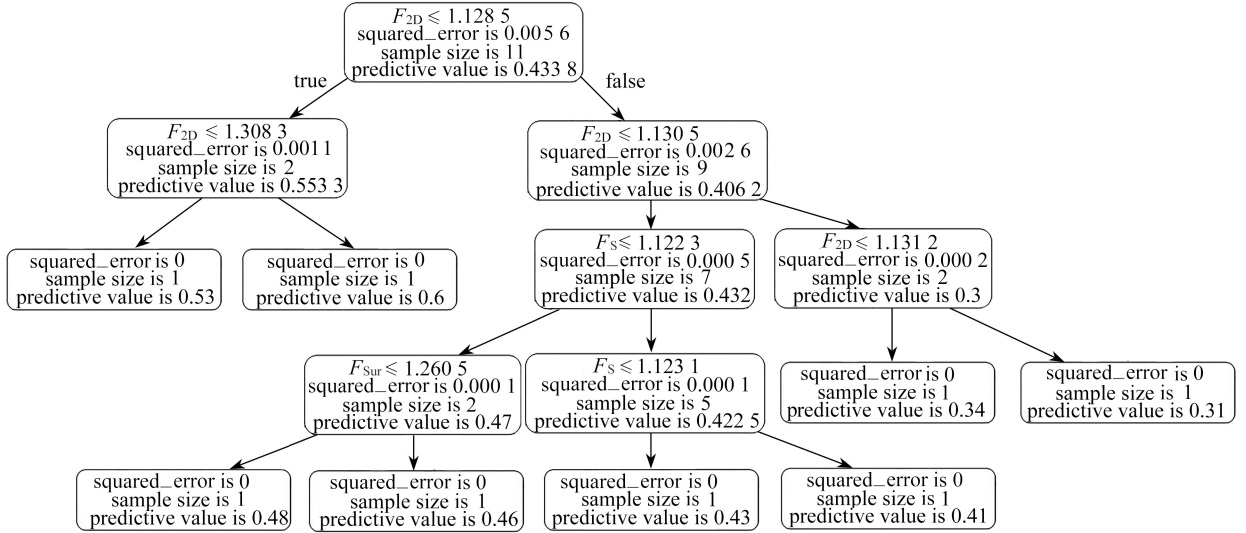 F2D ⩽ 1.128 5
squared_error is 0.005 6
sample size is 11
predictive value is 0.433 8
true
false
F2D ⩽ 1.308 3
squared_error is 0.0011
sample size is 2
predictive value is 0.553 3
F2D ⩽ 1.130 5
squared_error is 0.002 6
sample size is 9
predictive value is 0.406 2
squared_error is 0
sample size is 1
predictive value is 0.53
squared_error is 0
sample size is 1
predictive value is 0.6
FS ⩽ 1.122 3
squared_error is 0.000 5
sample size is 7
predictive value is 0.432
F2D ⩽ 1.131 2
squared_error is 0.000 2
sample size is 2
predictive value is 0.3
FSur ⩽ 1.260 5
squared_error is 0.000 1
sample size is 2
predictive value is 0.47
FS ⩽ 1.123 1
squared_error is 0.000 1
sample size is 5
predictive value is 0.422 5
squared_error is 0
sample size is 1
predictive value is 0.34
squared_error is 0
sample size is 1
predictive value is 0.31
squared_error is 0
sample size is 1
predictive value is 0.48
squared_error is 0
sample size is 1
predictive value is 0.46
squared_error is 0
sample size is 1
predictive value is 0.43
squared_error is 0
sample size is 1
predictive value is 0.41